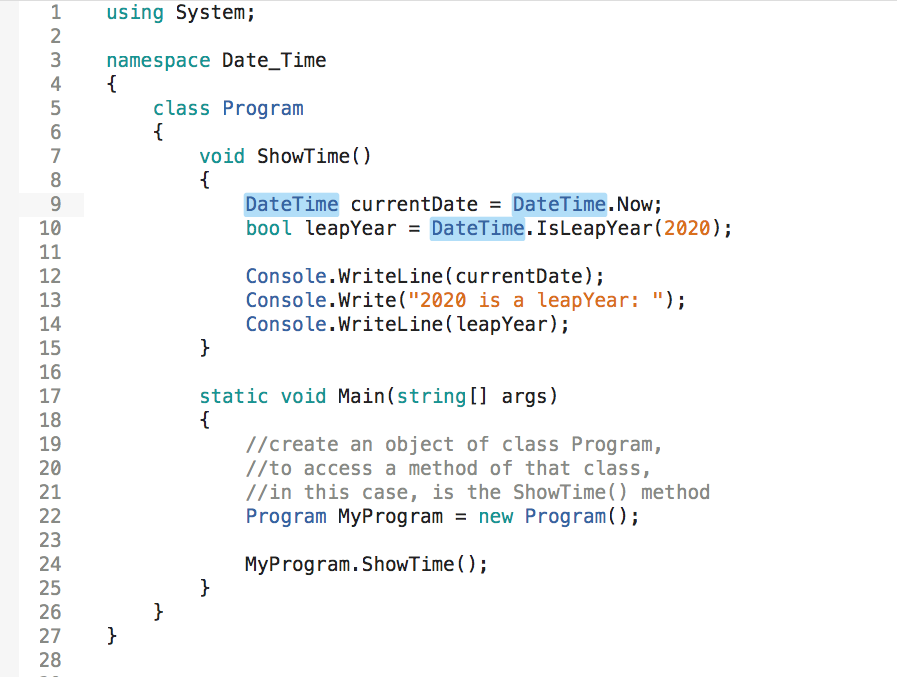 1 using System;
2
3 namespace Date_Time
4 {
5     class Program
6     {
7         void ShowTime()
8         {
9             DateTime currentDate = DateTime.Now;
10             bool leapYear = DateTime.IsLeapYear(2020);
11
12             Console.WriteLine(currentDate);
13             Console.Write("2020 is a leapYear: ");
14             Console.WriteLine(leapYear);
15         }
16
17         static void Main(string[] args)
18         {
19             //create an object of class Program,
20             //to access a method of that class,
21             //in this case, is the ShowTime() method
22             Program MyProgram = new Program();
23
24             MyProgram.ShowTime();
25         }
26     }
27 }
28